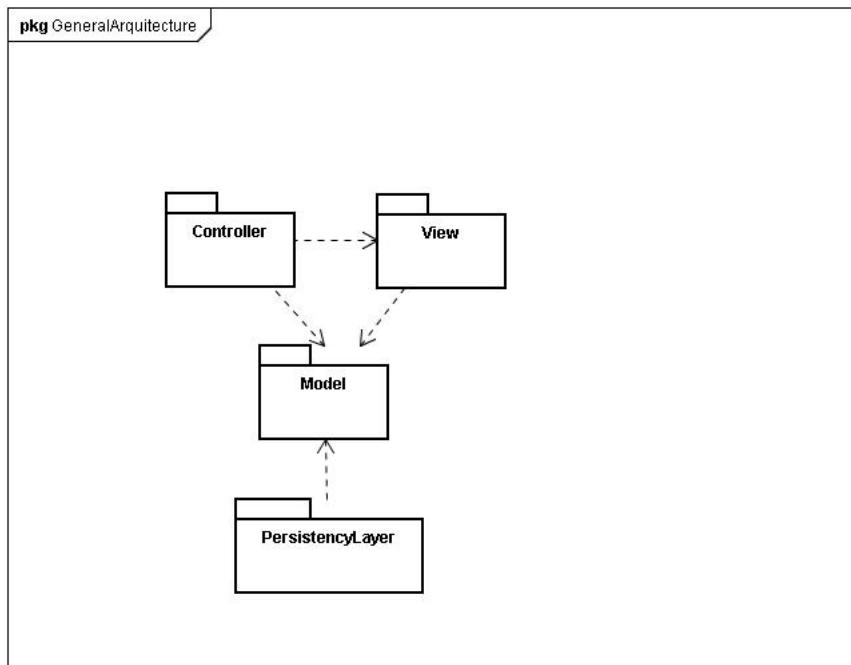 pkg GeneralArquitecture
Controller
View
Model
PersistencyLayer